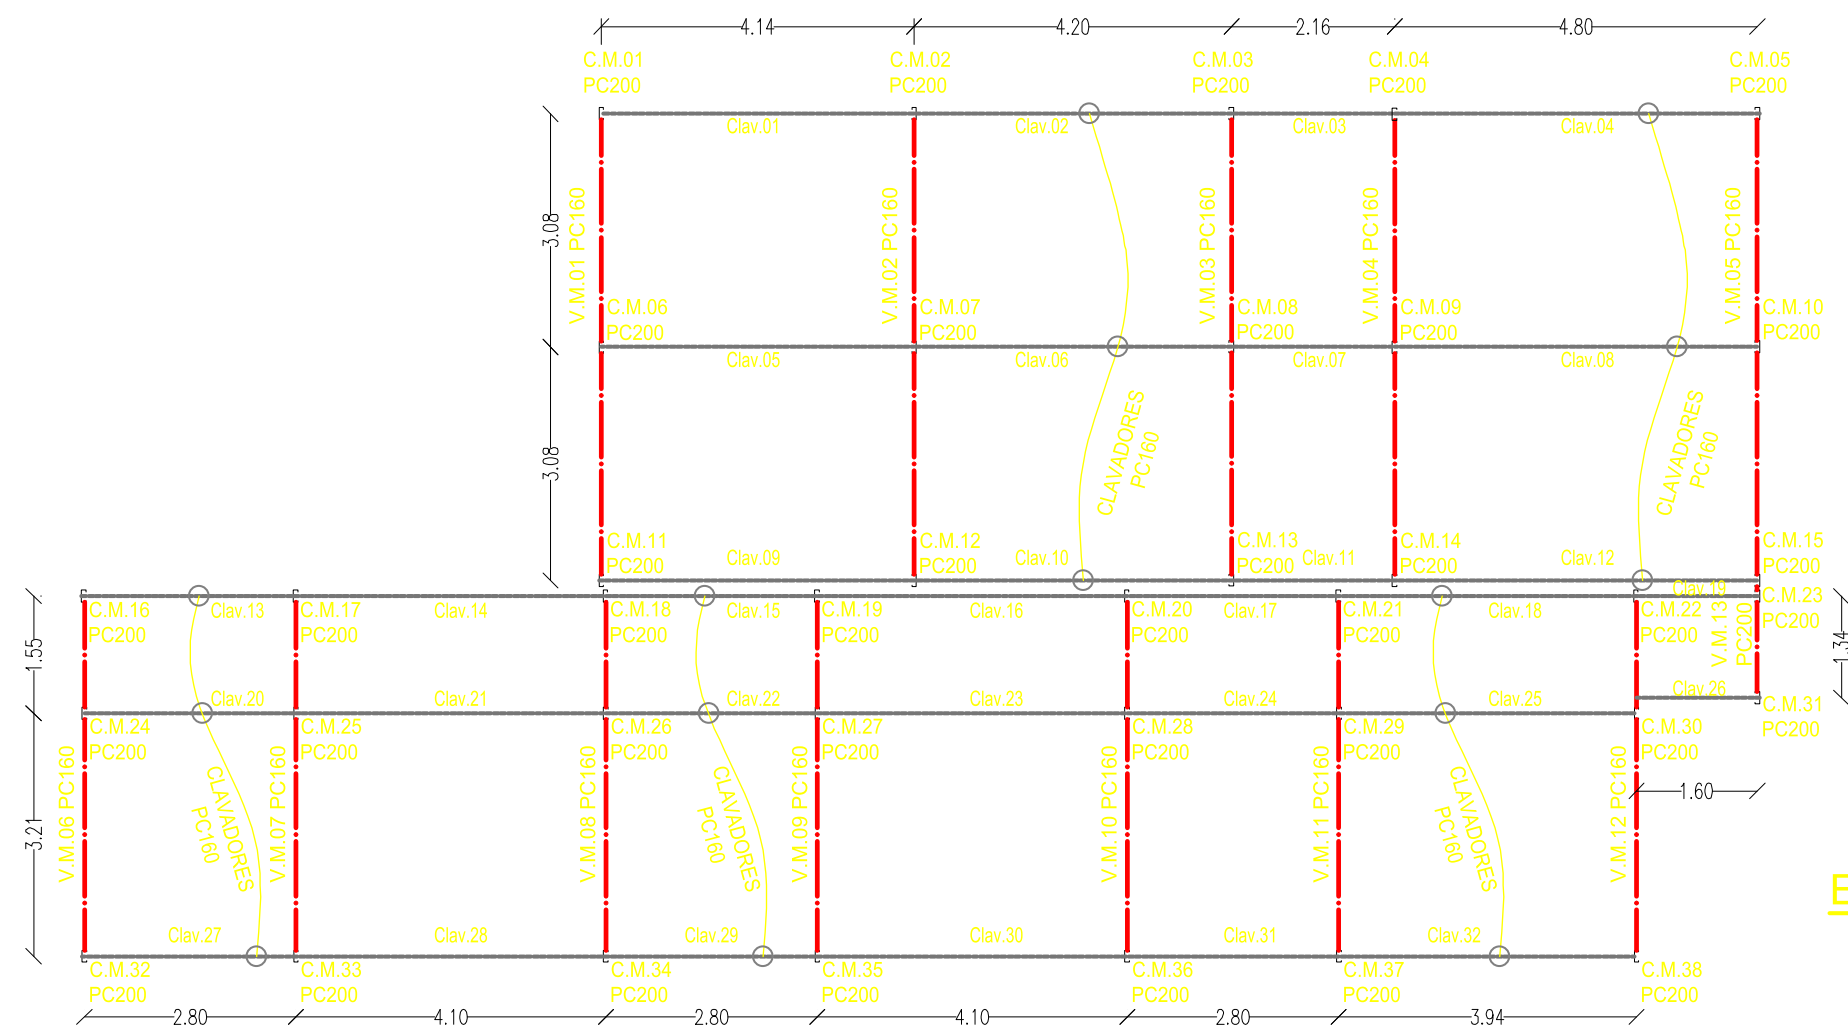 4.14
4.20
2.16
4.80
C.M.01
PC200
C.M.02
PC200
C.M.03
PC200
C.M.04
PC200
C.M.05
PC200
Clav.01
Clav.02
Clav.03
Clav.04
3.08
V.M.01 PC160
V.M.02 PC160
V.M.03 PC160
V.M.04 PC160
V.M.05 PC160
C.M.06
PC200
C.M.07
PC200
C.M.08
PC200
C.M.09
PC200
C.M.10
PC200
Clav.05
Clav.06
Clav.07
Clav.08
3.08
CLAVADORES
PC160
CLAVADORES
PC160
C.M.11
PC200
Clav.09
C.M.12
PC200
Clav.10
C.M.13
PC200
Clav.11
C.M.14
PC200
Clav.12
C.M.15
PC200
Clav.19
C.M.16
PC200
Clav.13
C.M.17
PC200
Clav.14
C.M.18
PC200
Clav.15
C.M.19
PC200
Clav.16
C.M.20
PC200
Clav.17
C.M.21
PC200
Clav.18
C.M.22
PC200
V.M.13
PC200
C.M.23
PC200
1.55
1.34
Clav.20
Clav.21
Clav.22
Clav.23
Clav.24
Clav.25
Clav.26
C.M.24
PC200
C.M.25
PC200
C.M.26
PC200
C.M.27
PC200
C.M.28
PC200
C.M.29
PC200
C.M.30
PC200
C.M.31
PC200
1.60
3.21
V.M.06 PC160
CLAVADORES
PC160
V.M.07 PC160
V.M.08 PC160
CLAVADORES
PC160
V.M.09 PC160
V.M.10 PC160
V.M.11 PC160
CLAVADORES
PC160
V.M.12 PC160
Clav.27
Clav.28
Clav.29
Clav.30
Clav.31
Clav.32
C.M.32
PC200
C.M.33
PC200
C.M.34
PC200
C.M.35
PC200
C.M.36
PC200
C.M.37
PC200
C.M.38
PC200
2.80
4.10
2.80
4.10
2.80
3.94